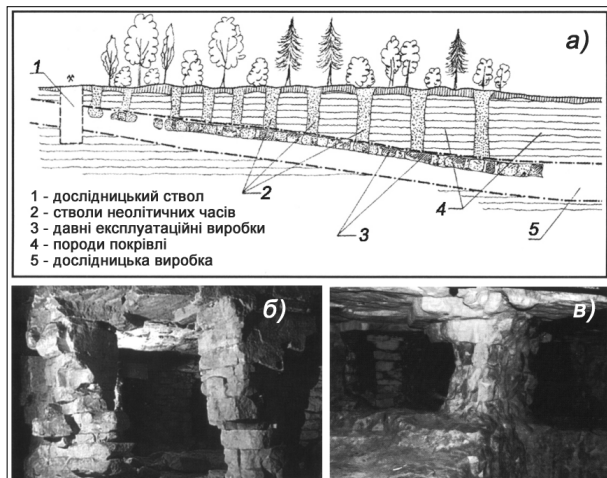 а)
1
2
3
4
5
1 - дослідницький ствол
2 - стволи неолітичних часів
3 - давні експлуатаційні виробки
4 - породи покрівлі
5 - дослідницька виробка
б)
в)